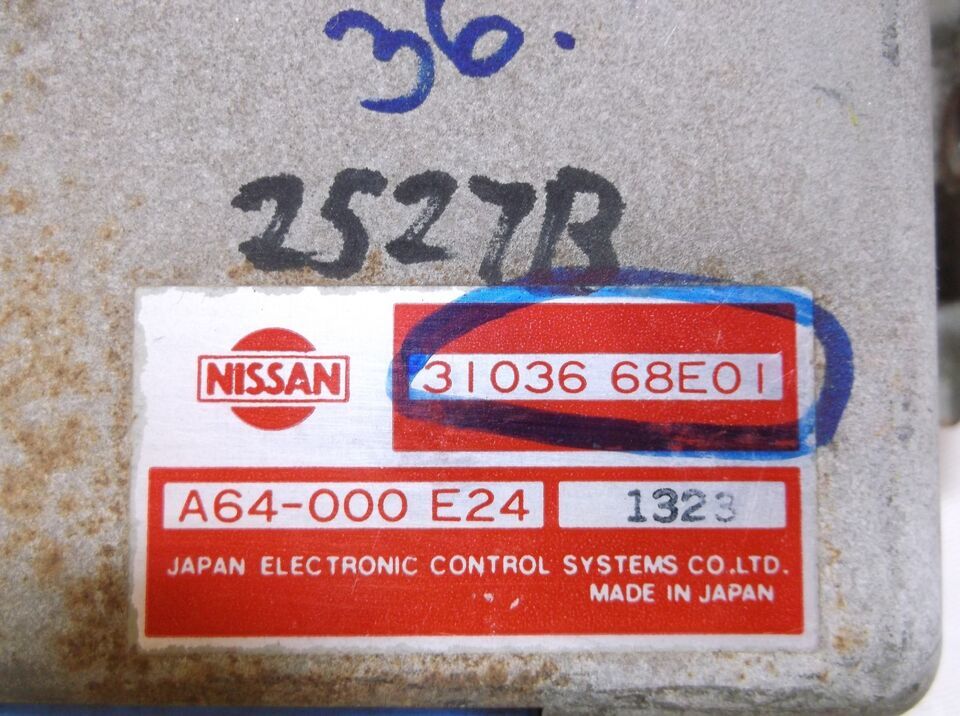 36.
2527B
NISSAN
31036 68E01
A64-000 E24 1323
JAPAN ELECTRONIC CONTROL SYSTEMS CO.,LTD.
MADE IN JAPAN